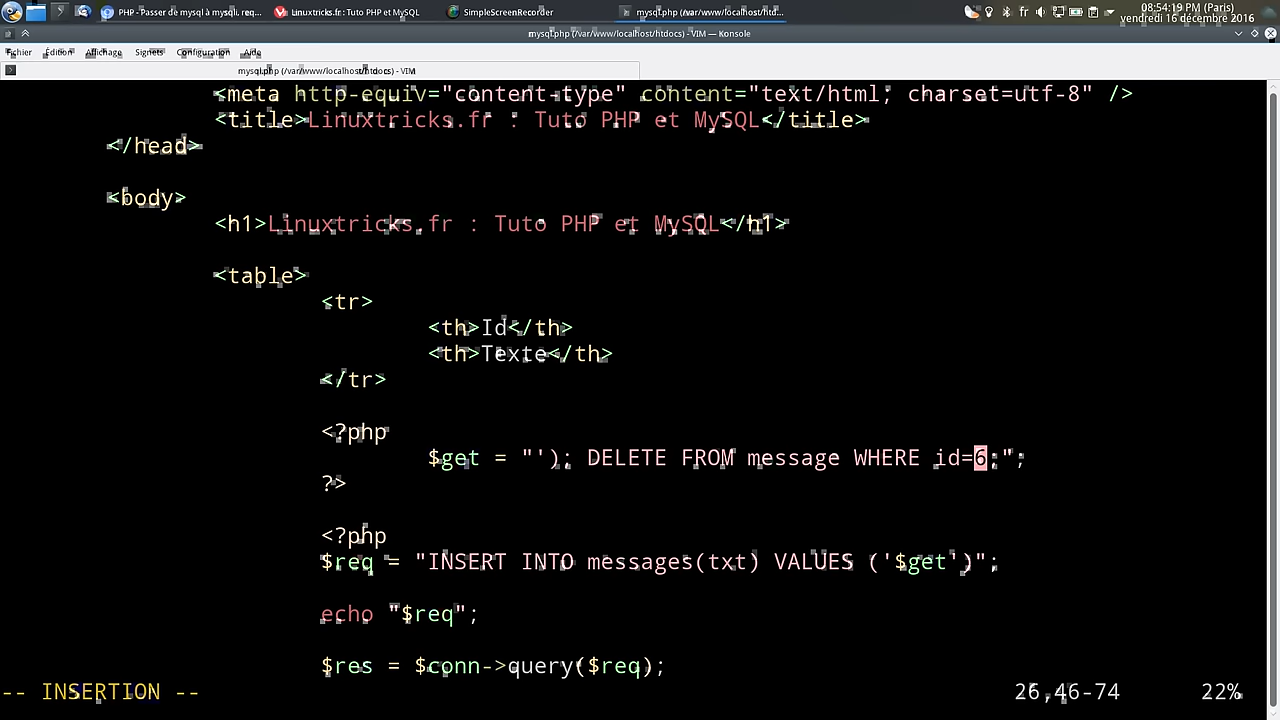 PHP - Passer de mysql à mysqli, req...
Linuxtricks.fr : Tuto PHP et MySQL
SimpleScreenRecorder
mysql.php (/var/www/localhost/htd...
fr
08:54:19 PM (Paris)
vendredi 16 décembre 2016
mysql.php (/var/www/localhost/htdocs) - VIM — Konsole
Fichier Édition Affichage Signets Configuration Aide
mysql.php (/var/www/localhost/htdocs) - VIM
<meta http-equiv="content-type" content="text/html; charset=utf-8" />
<title>Linuxtricks.fr : Tuto PHP et MySQL</title>
</head>
<body>
<h1>Linuxtricks.fr : Tuto PHP et MySQL</h1>
<table>
<tr>
<th>Id</th>
<th>Texte</th>
</tr>
<?php
$get = "'); DELETE FROM message WHERE id=6;";
?>
<?php
$req = "INSERT INTO messages(txt) VALUES ('$get')";
echo "$req";
$res = $conn->query($req);
-- INSERTION -- 26,46-74 22%